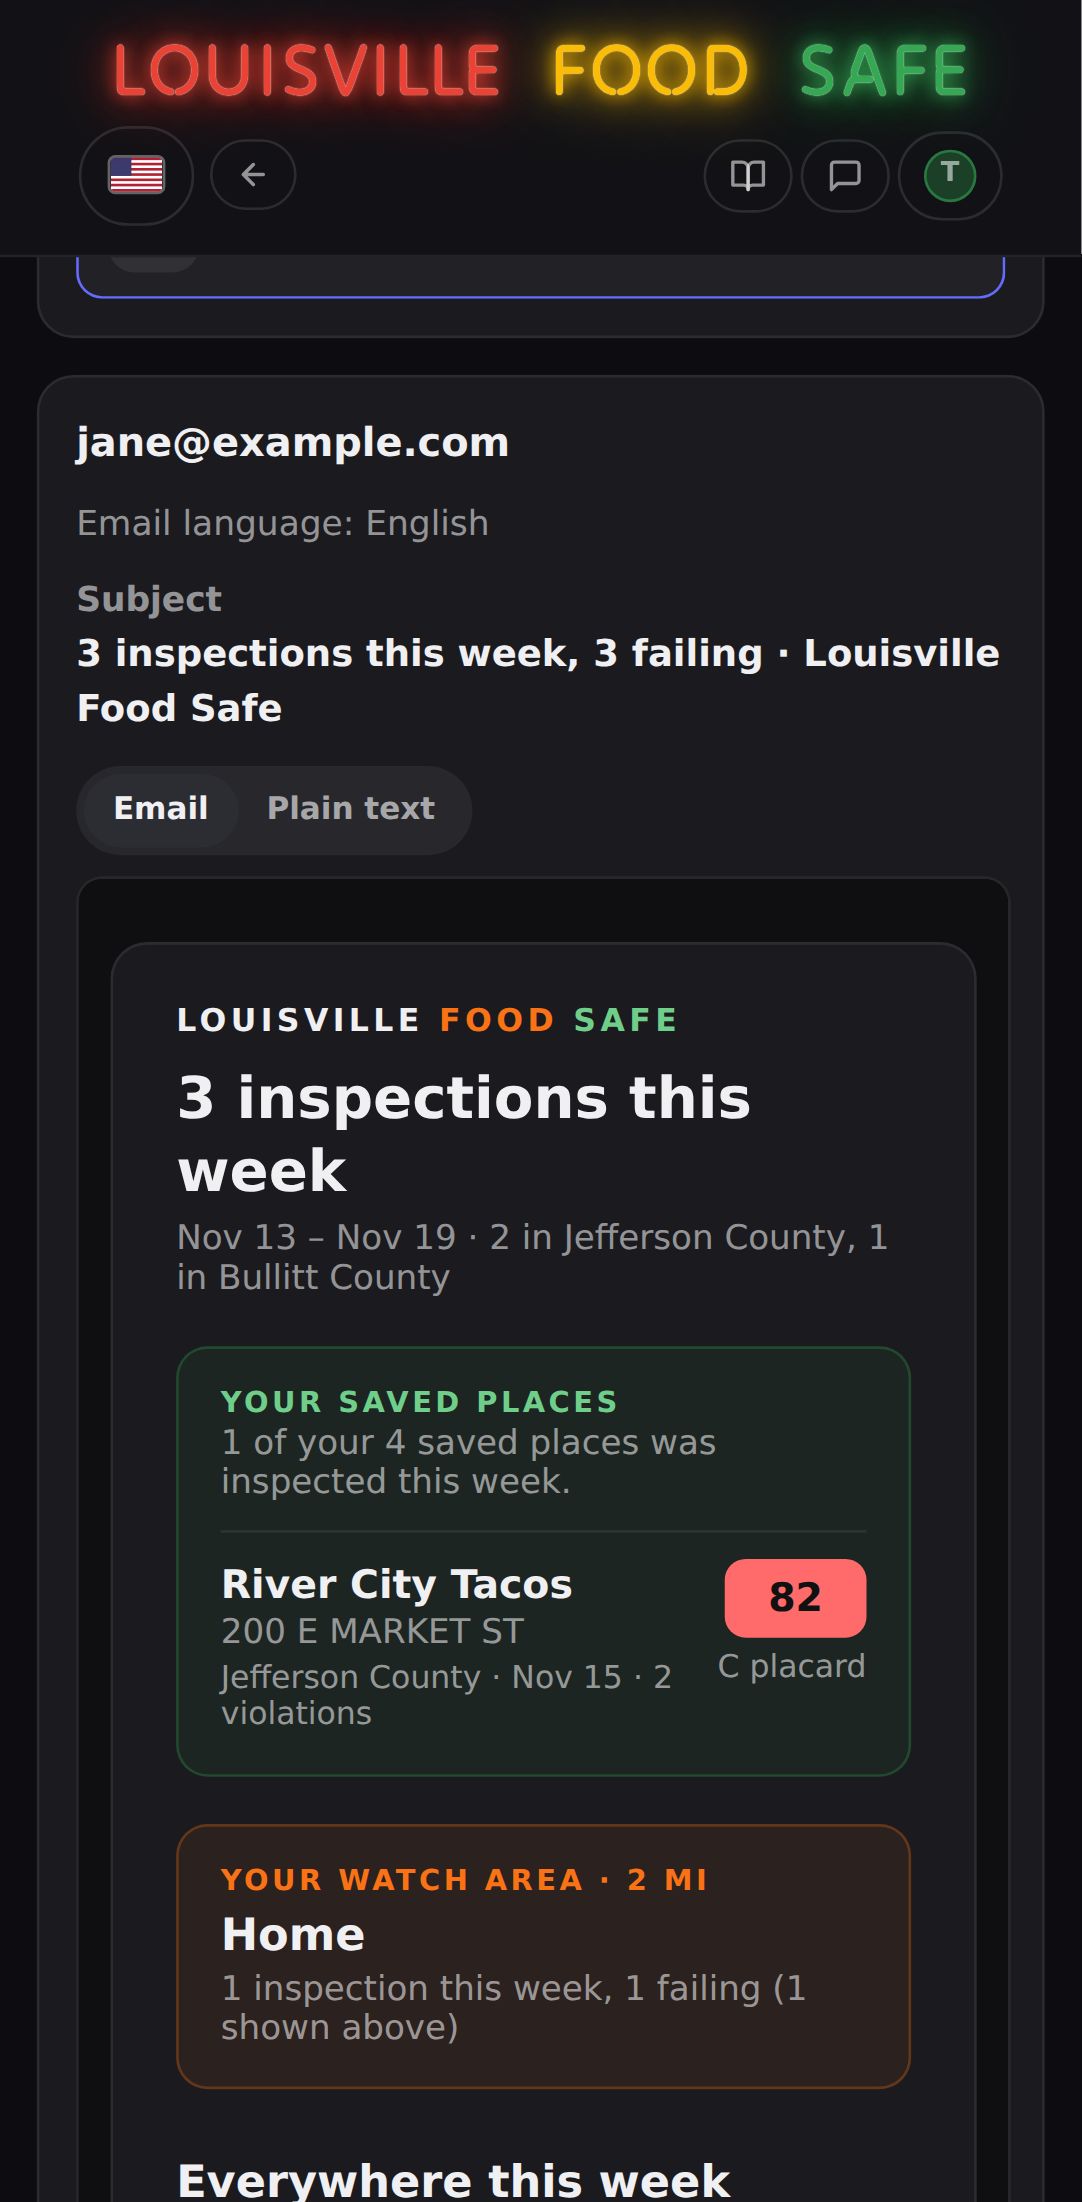 LOUISVILLE FOOD SAFE
T
jane@example.com
Email language: English
Subject
3 inspections this week, 3 failing · Louisville
Food Safe
Email Plain text
LOUISVILLE FOOD SAFE
3 inspections this
week
Nov 13 – Nov 19 · 2 in Jefferson County, 1
in Bullitt County
YOUR SAVED PLACES
1 of your 4 saved places was
inspected this week.
River City Tacos
82
200 E MARKET ST
C placard
Jefferson County · Nov 15 · 2
violations
YOUR WATCH AREA · 2 MI
Home
1 inspection this week, 1 failing (1
shown above)
Everywhere this week